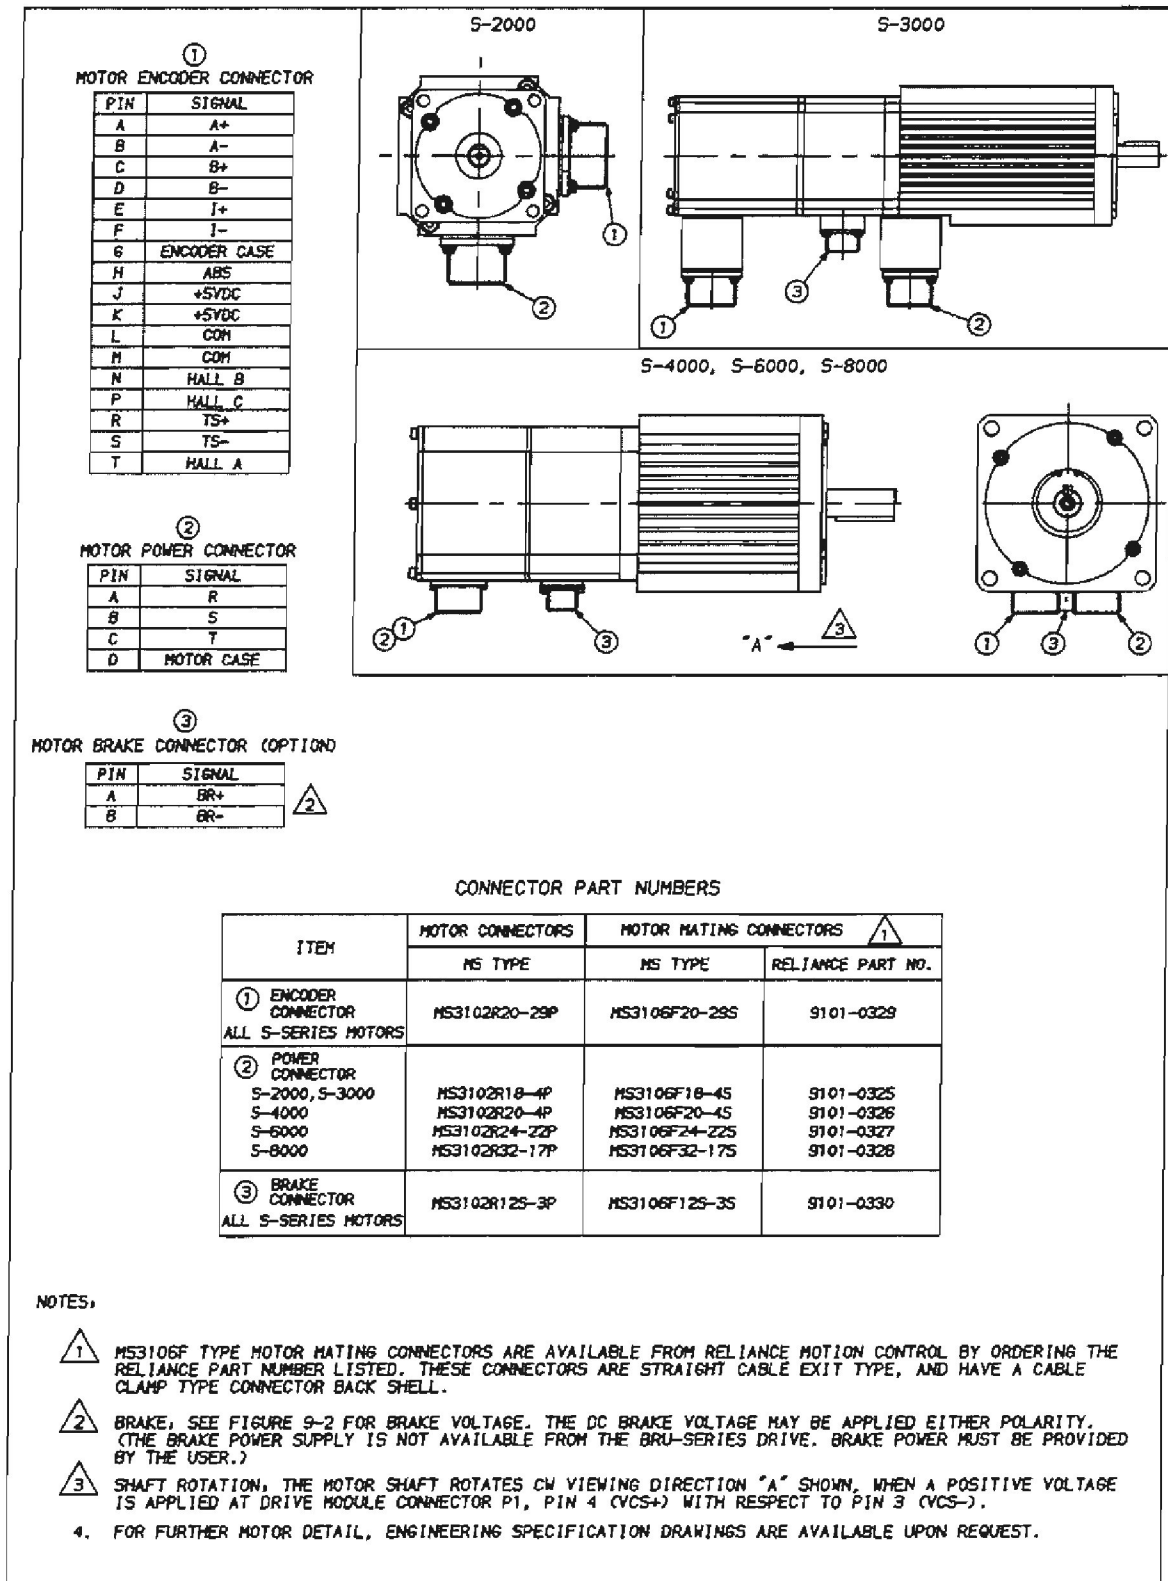 ①
MOTOR ENCODER CONNECTOR
PIN SIGNAL
A A+
B A-
C B+
D B-
E I+
F I-
G ENCODER CASE
H ABS
J +5VDC
K +5VDC
L COM
M COM
N HALL B
P HALL C
R TS+
S TS-
T HALL A
②
MOTOR POWER CONNECTOR
PIN SIGNAL
A R
B S
C T
D MOTOR CASE
③
MOTOR BRAKE CONNECTOR (OPTION)
PIN SIGNAL
A BR+
B BR-
2
S-2000
①
②
S-3000
①
③
②
S-4000, S-6000, S-8000
② ①
③
"A"
3
①
③
②
CONNECTOR PART NUMBERS
ITEM MOTOR CONNECTORS MOTOR MATING CONNECTORS 1
MS TYPE MS TYPE RELIANCE PART NO.
① ENCODER
CONNECTOR
ALL S-SERIES MOTORS MS3102R20-29P MS3106F20-29S 9101-0329
② POWER
CONNECTOR
S-2000,S-3000 MS3102R18-4P MS3106F18-4S 9101-0325
S-4000 MS3102R20-4P MS3106F20-4S 9101-0326
S-6000 MS3102R24-22P MS3106F24-22S 9101-0327
S-8000 MS3102R32-17P MS3106F32-17S 9101-0328
③ BRAKE
CONNECTOR
ALL S-SERIES MOTORS MS3102R12S-3P MS3106F12S-3S 9101-0330
NOTES:
1 MS3106F TYPE MOTOR MATING CONNECTORS ARE AVAILABLE FROM RELIANCE MOTION CONTROL BY ORDERING THE
RELIANCE PART NUMBER LISTED. THESE CONNECTORS ARE STRAIGHT CABLE EXIT TYPE, AND HAVE A CABLE
CLAMP TYPE CONNECTOR BACK SHELL.
2 BRAKE: SEE FIGURE 9-2 FOR BRAKE VOLTAGE. THE DC BRAKE VOLTAGE MAY BE APPLIED EITHER POLARITY.
(THE BRAKE POWER SUPPLY IS NOT AVAILABLE FROM THE BRU-SERIES DRIVE. BRAKE POWER MUST BE PROVIDED
BY THE USER.)
3 SHAFT ROTATION: THE MOTOR SHAFT ROTATES CW VIEWING DIRECTION "A" SHOWN, WHEN A POSITIVE VOLTAGE
IS APPLIED AT DRIVE MODULE CONNECTOR P1, PIN 4 (VCS+) WITH RESPECT TO PIN 3 (VCS-).
4. FOR FURTHER MOTOR DETAIL, ENGINEERING SPECIFICATION DRAWINGS ARE AVAILABLE UPON REQUEST.